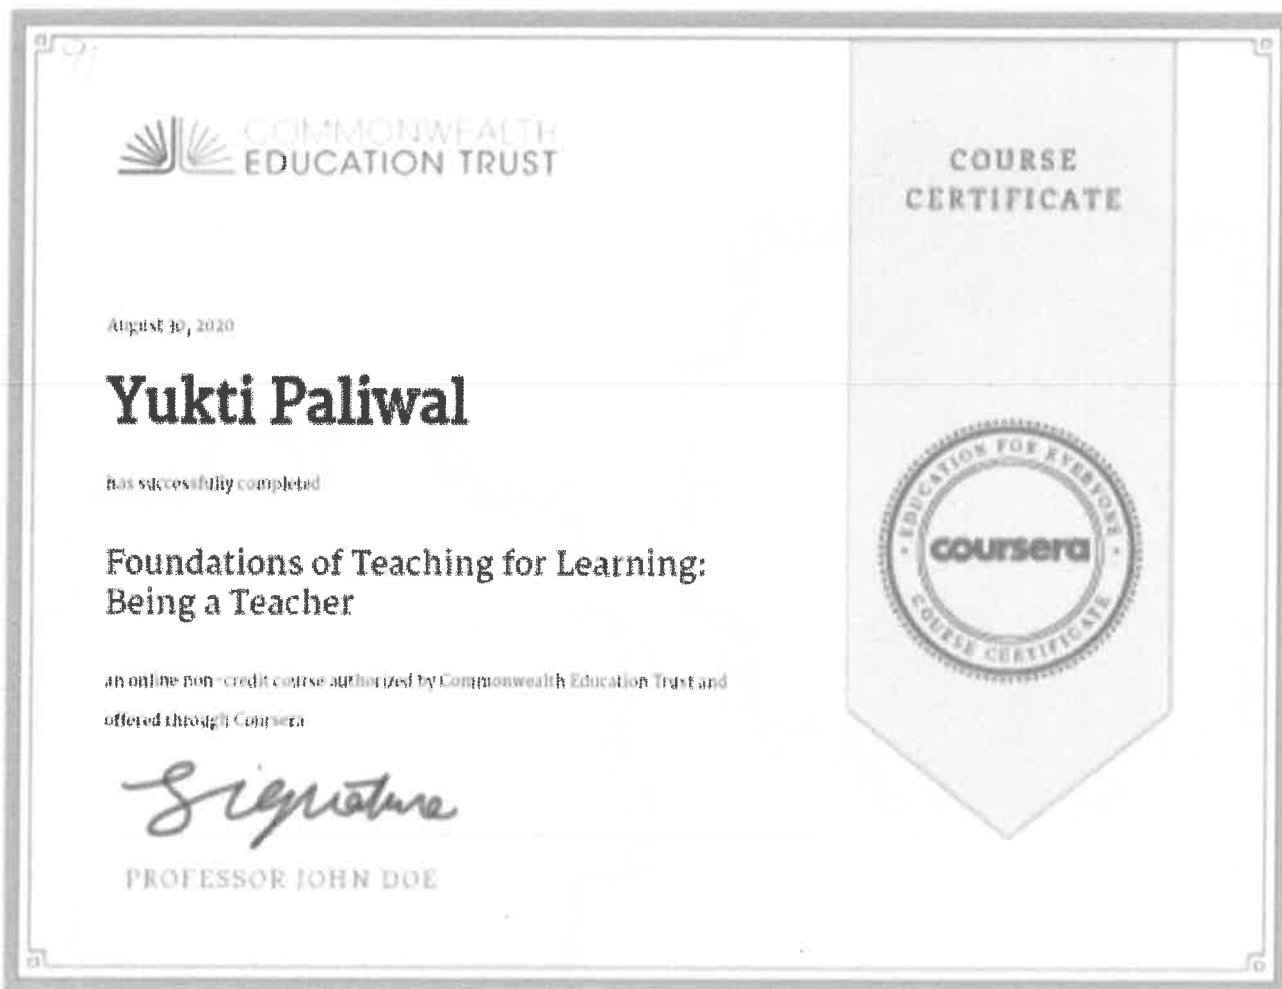 91
COMMONWEALTH
EDUCATION TRUST
COURSE
CERTIFICATE
August 30, 2020
Yukti Paliwal
has successfully completed
Foundations of Teaching for Learning:
Being a Teacher
an online non-credit course authorized by Commonwealth Education Trust and
offered through Coursera
Signature
PROFESSOR JOHN DOE
EDUCATION FOR EVERYONE
coursera
COURSE CERTIFICATE